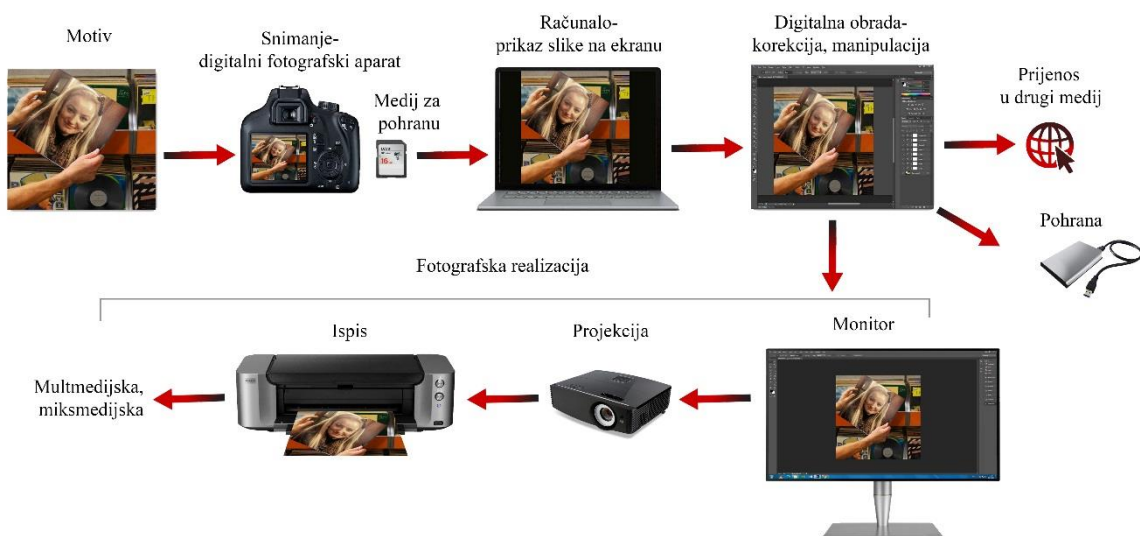 Motiv
Snimanje-
digitalni fotografski aparat
Medij za
pohranu
Računalo-
prikaz slike na ekranu
Digitalna obrada-
korekcija, manipulacija
Prijenos
u drugi medij
Pohrana
Fotografska realizacija
Ispis
Projekcija
Monitor
Multmedijska,
miksmedijska